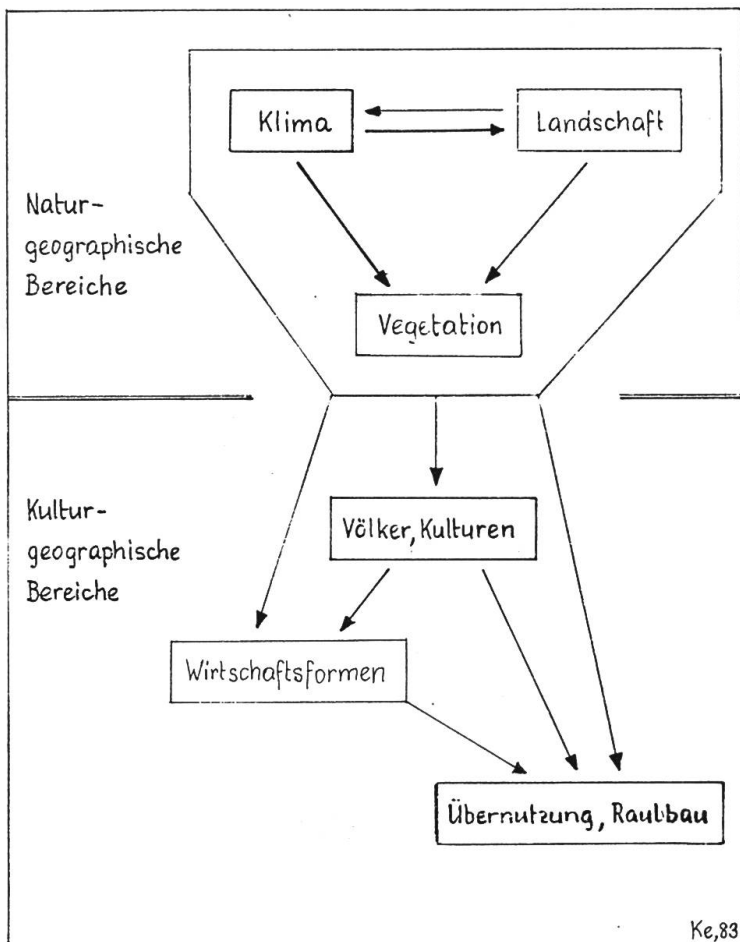 Klima
Landschaft
Natur-
geographische
Bereiche
Vegetation
Kultur-
geographische
Bereiche
Völker, Kulturen
Wirtschaftsformen
Übernutzung, Raubbau
Ke,83